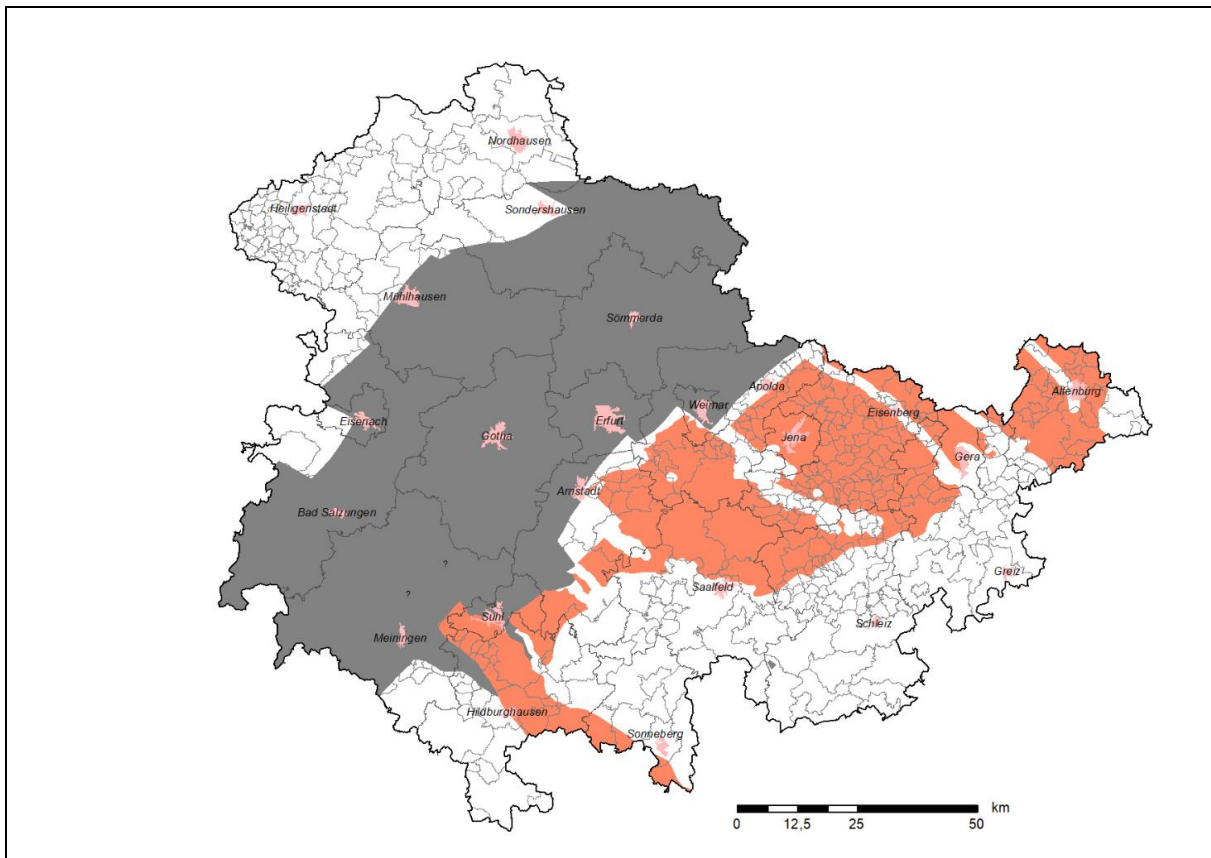 Nordhausen
Heiligenstadt
Sondershausen
Mühlhausen
Sömmerda
Apolda
Altenburg
Weimar
Eisenach
Eisenberg
Gotha
Erfurt
Jena
Gera
Arnstadt
Bad Salzungen
?
Greiz
Saalfeld
?
Suhl
Schleiz
Meiningen
Hildburghausen
Sonneberg
km
0 12,5 25 50